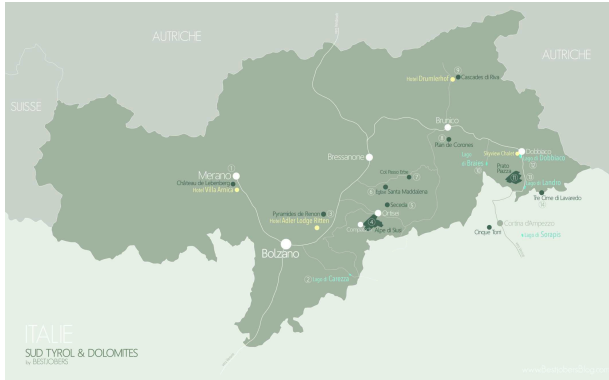 AUTRICHE
AUTRICHE
SUISSE
Hotel Drumlerhof
Cascades di Riva
Brunico
Plan de Corones
Skyview Chalets
Dobbiaco
Lago di Dobbiaco
Lago
di Braies
Prato
Piazza
Lago di Landro
Tre Cime di Lavaredo
Bressanone
Merano
Château de Lebenberg
Hotel Villa Arnica
Eglise Santa Maddalena
Seceda
Ortisei
Pyramides de Renon
Hotel Adler Lodge Ritten
Alpe di Siusi
Bolzano
Cortina d'Ampezzo
Cinque Torri
Lago di Sorapis
Lago di Carezza
ITALIE
SUD TYROL & DOLOMITES
by BESTJOBERS